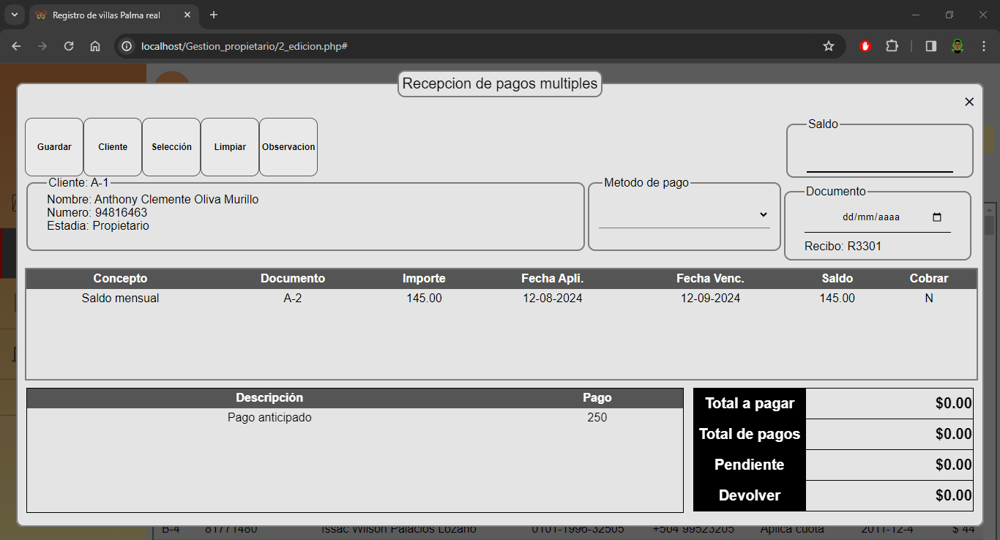 Registro de villas Palma real
localhost/Gestion_propietario/2_edicion.php#
Recepcion de pagos multiples
Guardar Cliente Selección Limpiar Observacion
Saldo
Cliente: A-1
Nombre: Anthony Clemente Oliva Murillo
Numero: 94816463
Estadia: Propietario
Metodo de pago
Documento
dd/mm/aaaa
Recibo: R3301
Concepto Documento Importe Fecha Apli. Fecha Venc. Saldo Cobrar
Saldo mensual A-2 145.00 12-08-2024 12-09-2024 145.00 N
Descripción Pago
Pago anticipado 250
Total a pagar $0.00
Total de pagos $0.00
Pendiente $0.00
Devolver $0.00
B-4 81771480 Issac Wilson Palacios Lozano 0101-1996-32505 +504 99523205 Aplica cuota 2011-12-4 $ 44